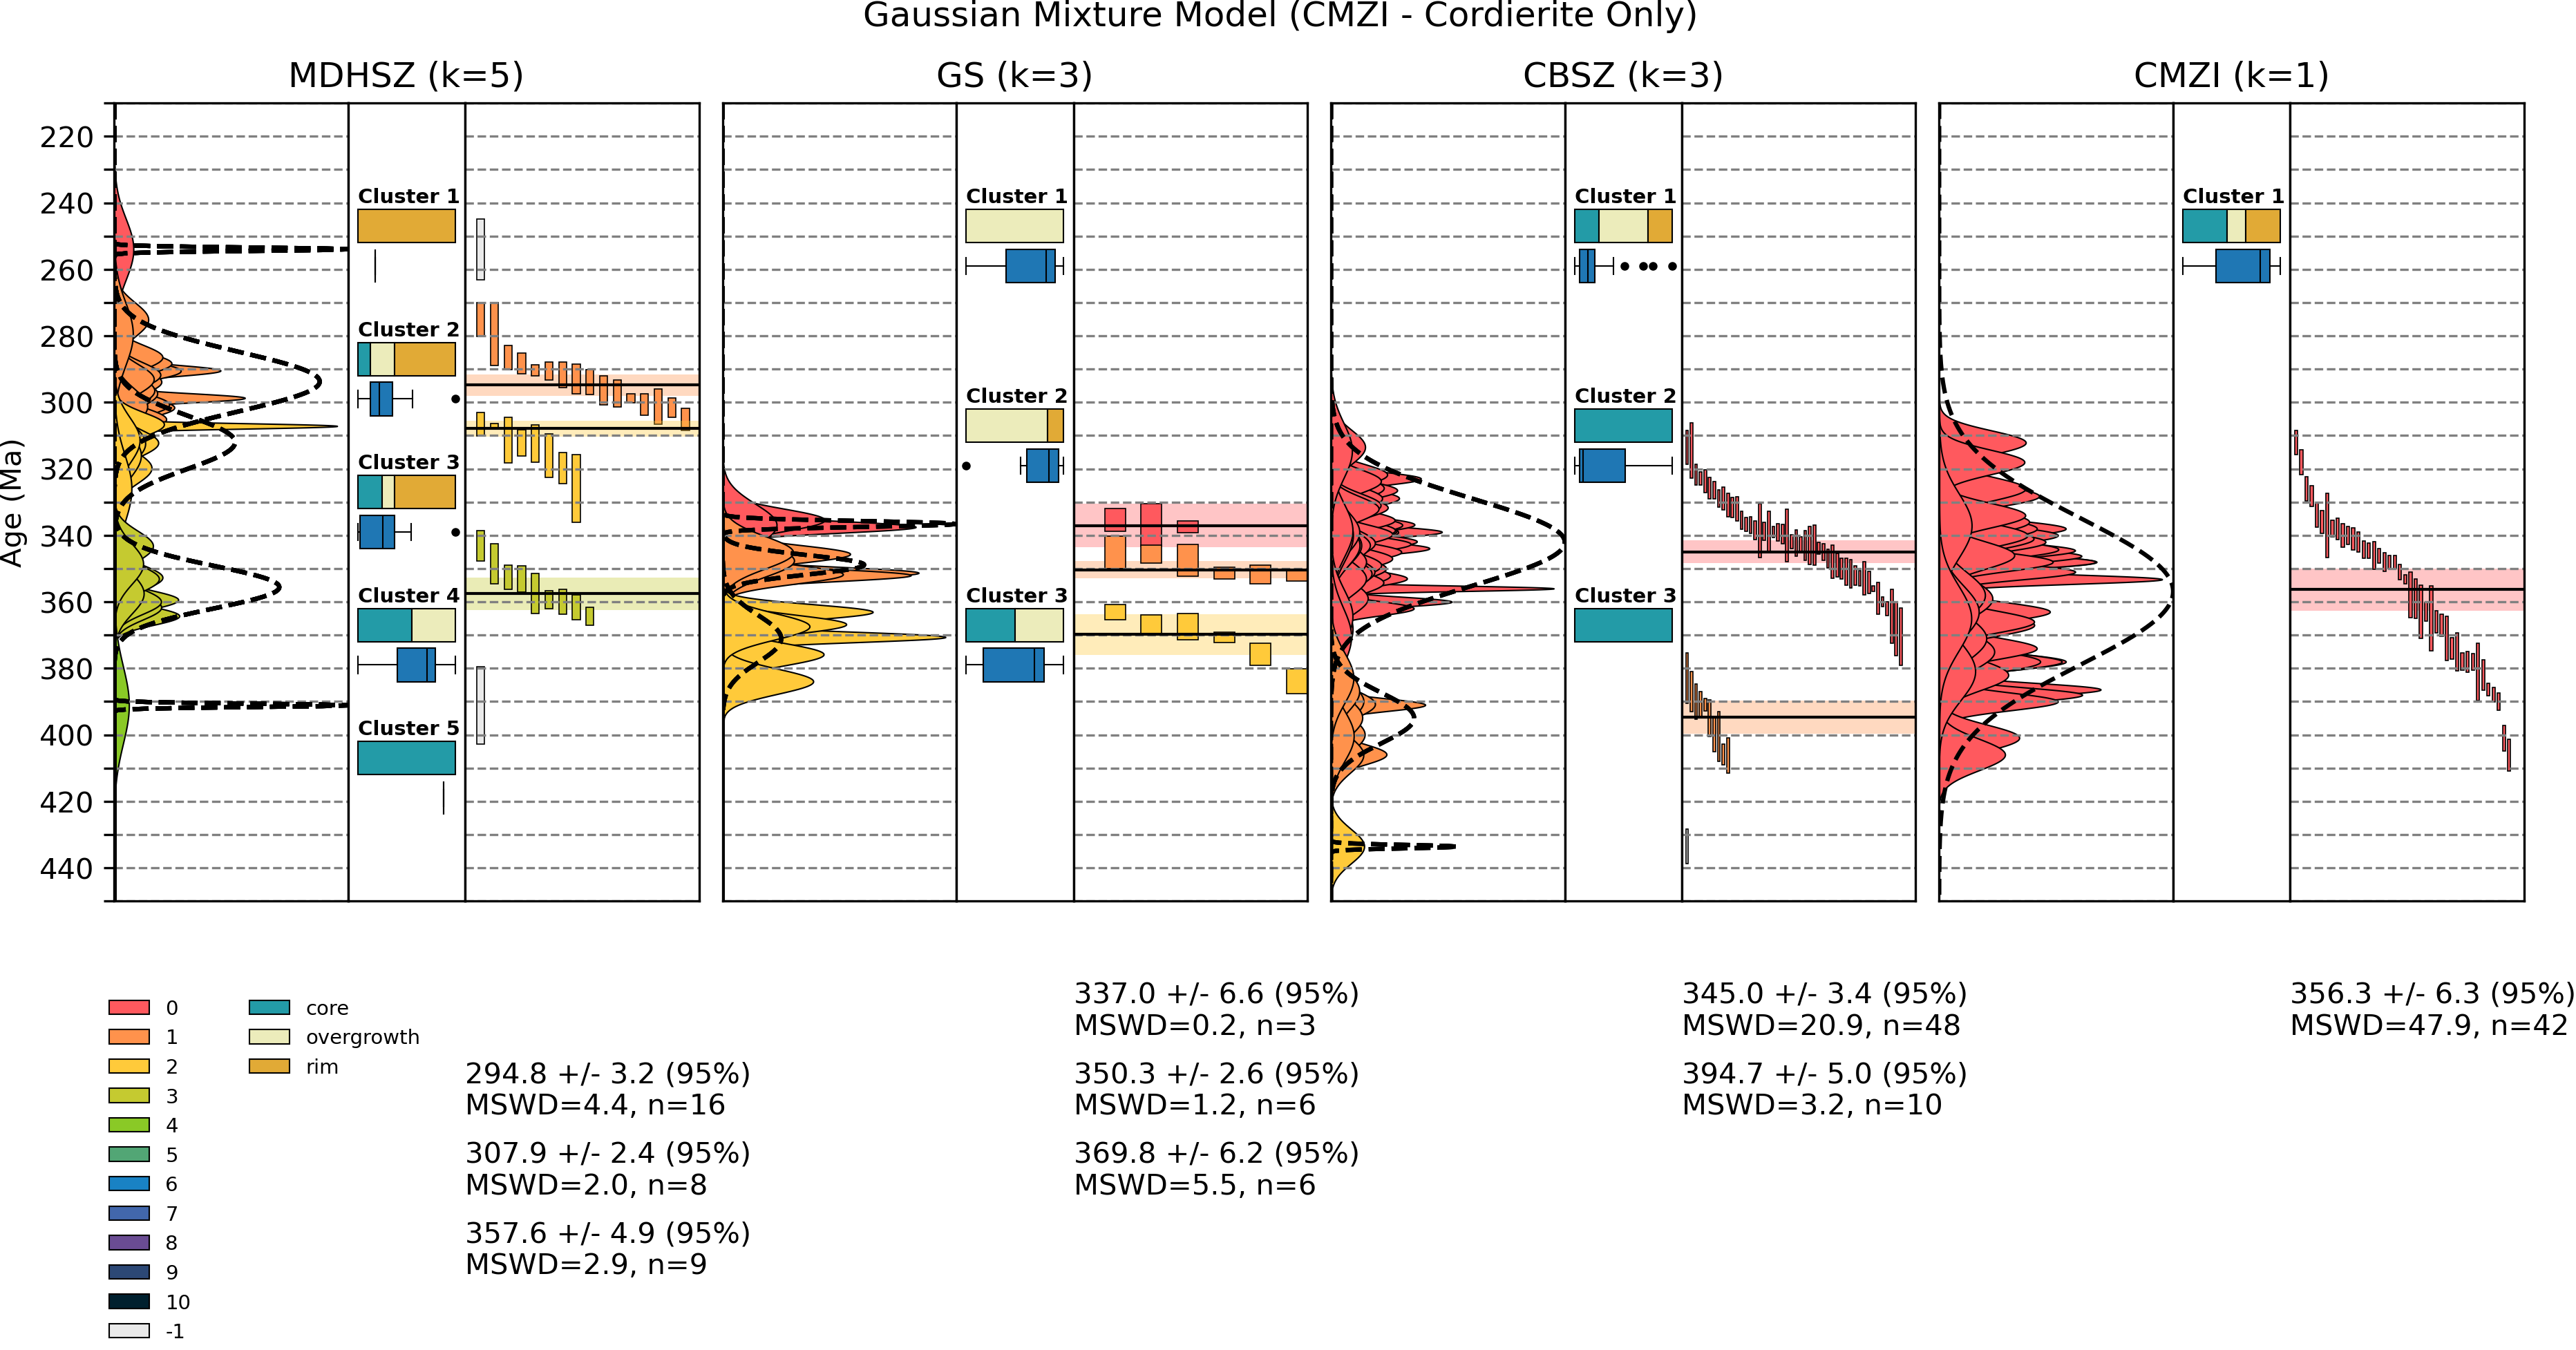 Gaussian Mixture Model (CMZI - Cordierite Only)
MDHSZ (k=5)
GS (k=3)
CBSZ (k=3)
CMZI (k=1)
Age (Ma)
220
240
260
280
300
320
340
360
380
400
420
440
Cluster 1
Cluster 2
Cluster 3
Cluster 4
Cluster 5
Cluster 1
Cluster 2
Cluster 3
Cluster 1
Cluster 2
Cluster 3
Cluster 1
0
1
2
3
4
5
6
7
8
9
10
-1
core
overgrowth
rim
294.8 +/- 3.2 (95%)
MSWD=4.4, n=16
307.9 +/- 2.4 (95%)
MSWD=2.0, n=8
357.6 +/- 4.9 (95%)
MSWD=2.9, n=9
337.0 +/- 6.6 (95%)
MSWD=0.2, n=3
350.3 +/- 2.6 (95%)
MSWD=1.2, n=6
369.8 +/- 6.2 (95%)
MSWD=5.5, n=6
345.0 +/- 3.4 (95%)
MSWD=20.9, n=48
394.7 +/- 5.0 (95%)
MSWD=3.2, n=10
356.3 +/- 6.3 (95%)
MSWD=47.9, n=42